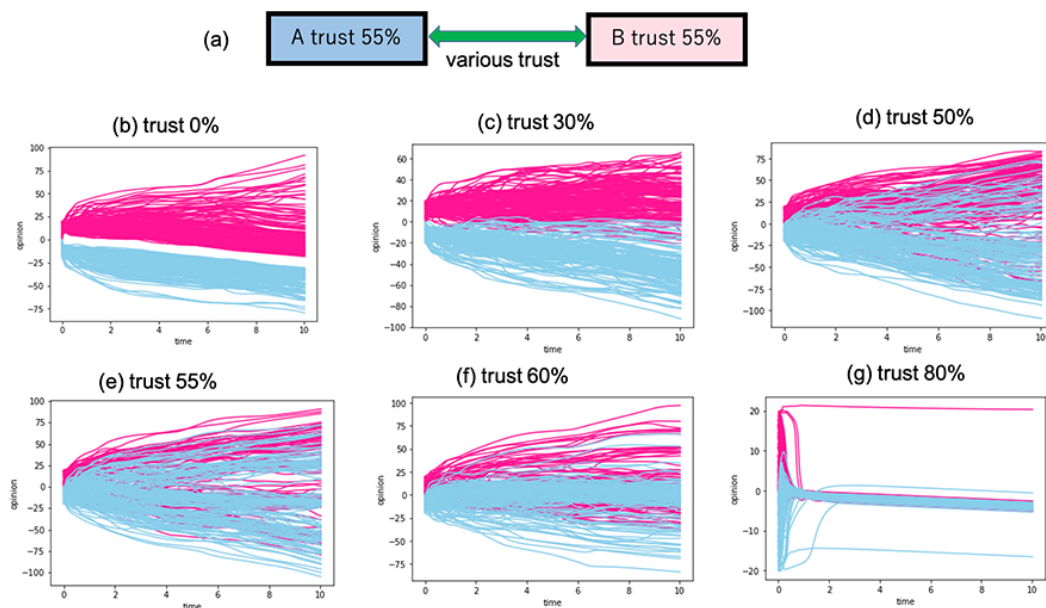 (a)
A trust 55%
B trust 55%
various trust
(b) trust 0%
100
75
50
25
0
−25
−50
−75
opinion
0 2 4 6 8 10
time
(c) trust 30%
60
40
20
0
−20
−40
−60
−80
−100
opinion
0 2 4 6 8 10
time
(d) trust 50%
75
50
25
0
−25
−50
−75
−100
opinion
0 2 4 6 8 10
time
(e) trust 55%
100
75
50
25
0
−25
−50
−75
−100
opinion
0 2 4 6 8 10
time
(f) trust 60%
100
75
50
25
0
−25
−50
−75
opinion
0 2 4 6 8 10
time
(g) trust 80%
20
10
0
−10
−20
opinion
0 2 4 6 8 10
time